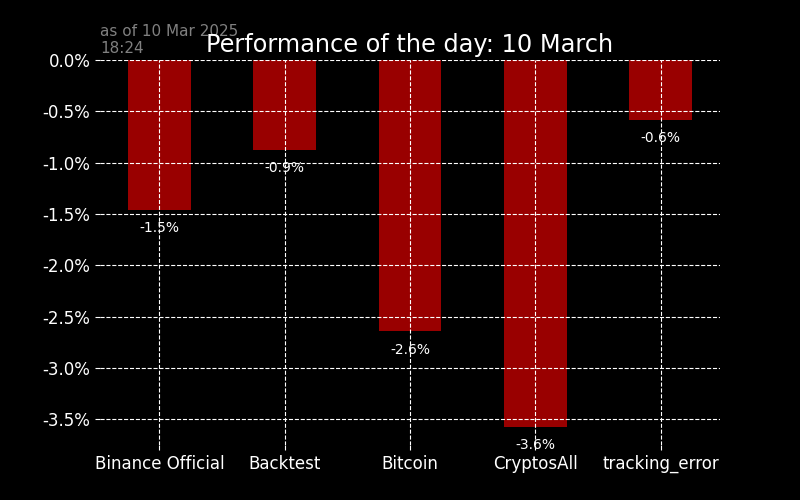 as of 10 Mar 2025
18:24
Performance of the day: 10 March
0.0%
-0.5%
-1.0%
-1.5%
-2.0%
-2.5%
-3.0%
-3.5%
-1.5%
-0.9%
-2.6%
-3.6%
-0.6%
Binance Official
Backtest
Bitcoin
CryptosAll
tracking_error